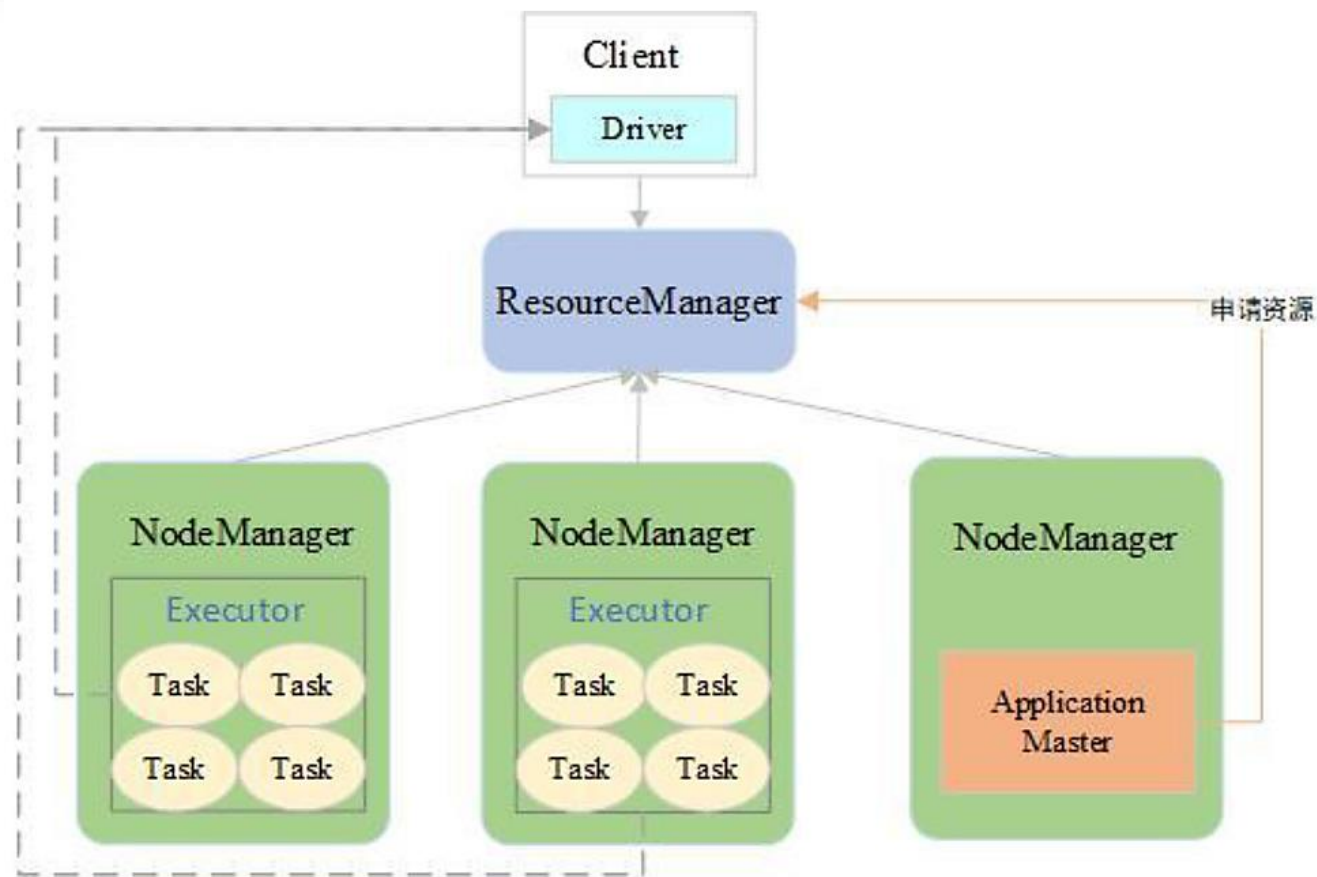 Client
Driver
ResourceManager
申请资源
NodeManager
Executor
Task Task
Task Task
NodeManager
Executor
Task Task
Task Task
NodeManager
Application
Master